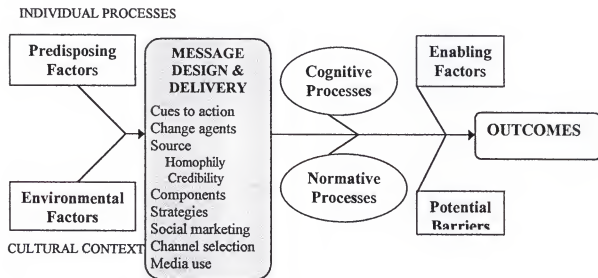 INDIVIDUAL PROCESSES
Predisposing
Factors
Environmental
Factors
CULTURAL CONTEXT
MESSAGE
DESIGN &
DELIVERY
Cues to action
Change agents
Source
Homophily
Credibility
Components
Strategies
Social marketing
Channel selection
Media use
Cognitive
Processes
Normative
Processes
Enabling
Factors
Potential
Barriers
OUTCOMES